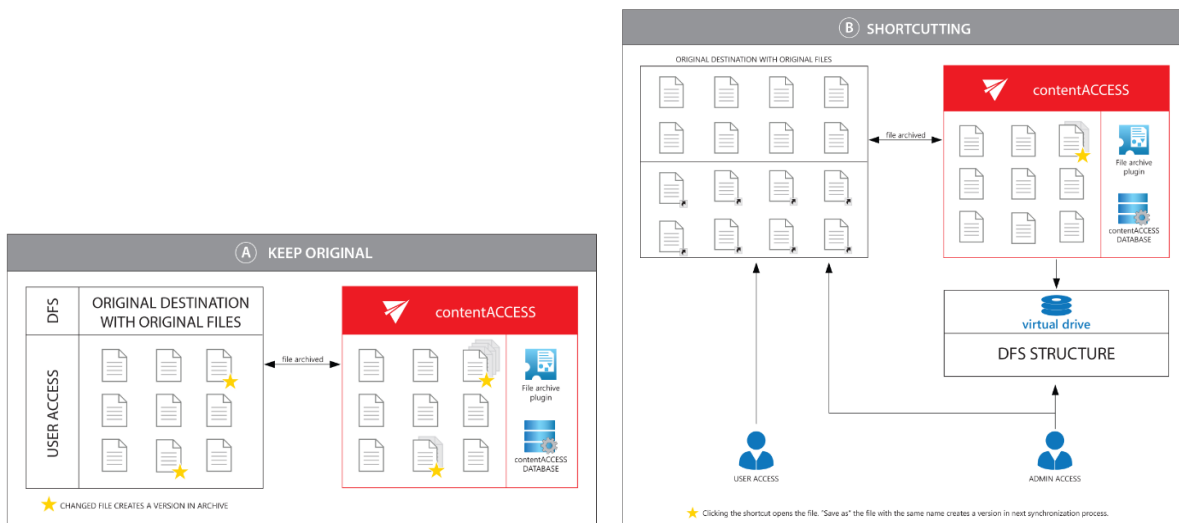 A KEEP ORIGINAL
DFS
ORIGINAL DESTINATION
WITH ORIGINAL FILES
USER ACCESS
file archived
contentACCESS
File archive
plugin
contentACCESS
DATABASE
CHANGED FILE CREATES A VERSION IN ARCHIVE
B SHORTCUTTING
ORIGINAL DESTINATION WITH ORIGINAL FILES
file archived
contentACCESS
File archive
plugin
contentACCESS
DATABASE
virtual drive
DFS STRUCTURE
USER ACCESS
ADMIN ACCESS
Clicking the shortcut opens the file. "Save as" the file with the same name creates a version in next synchronization process.